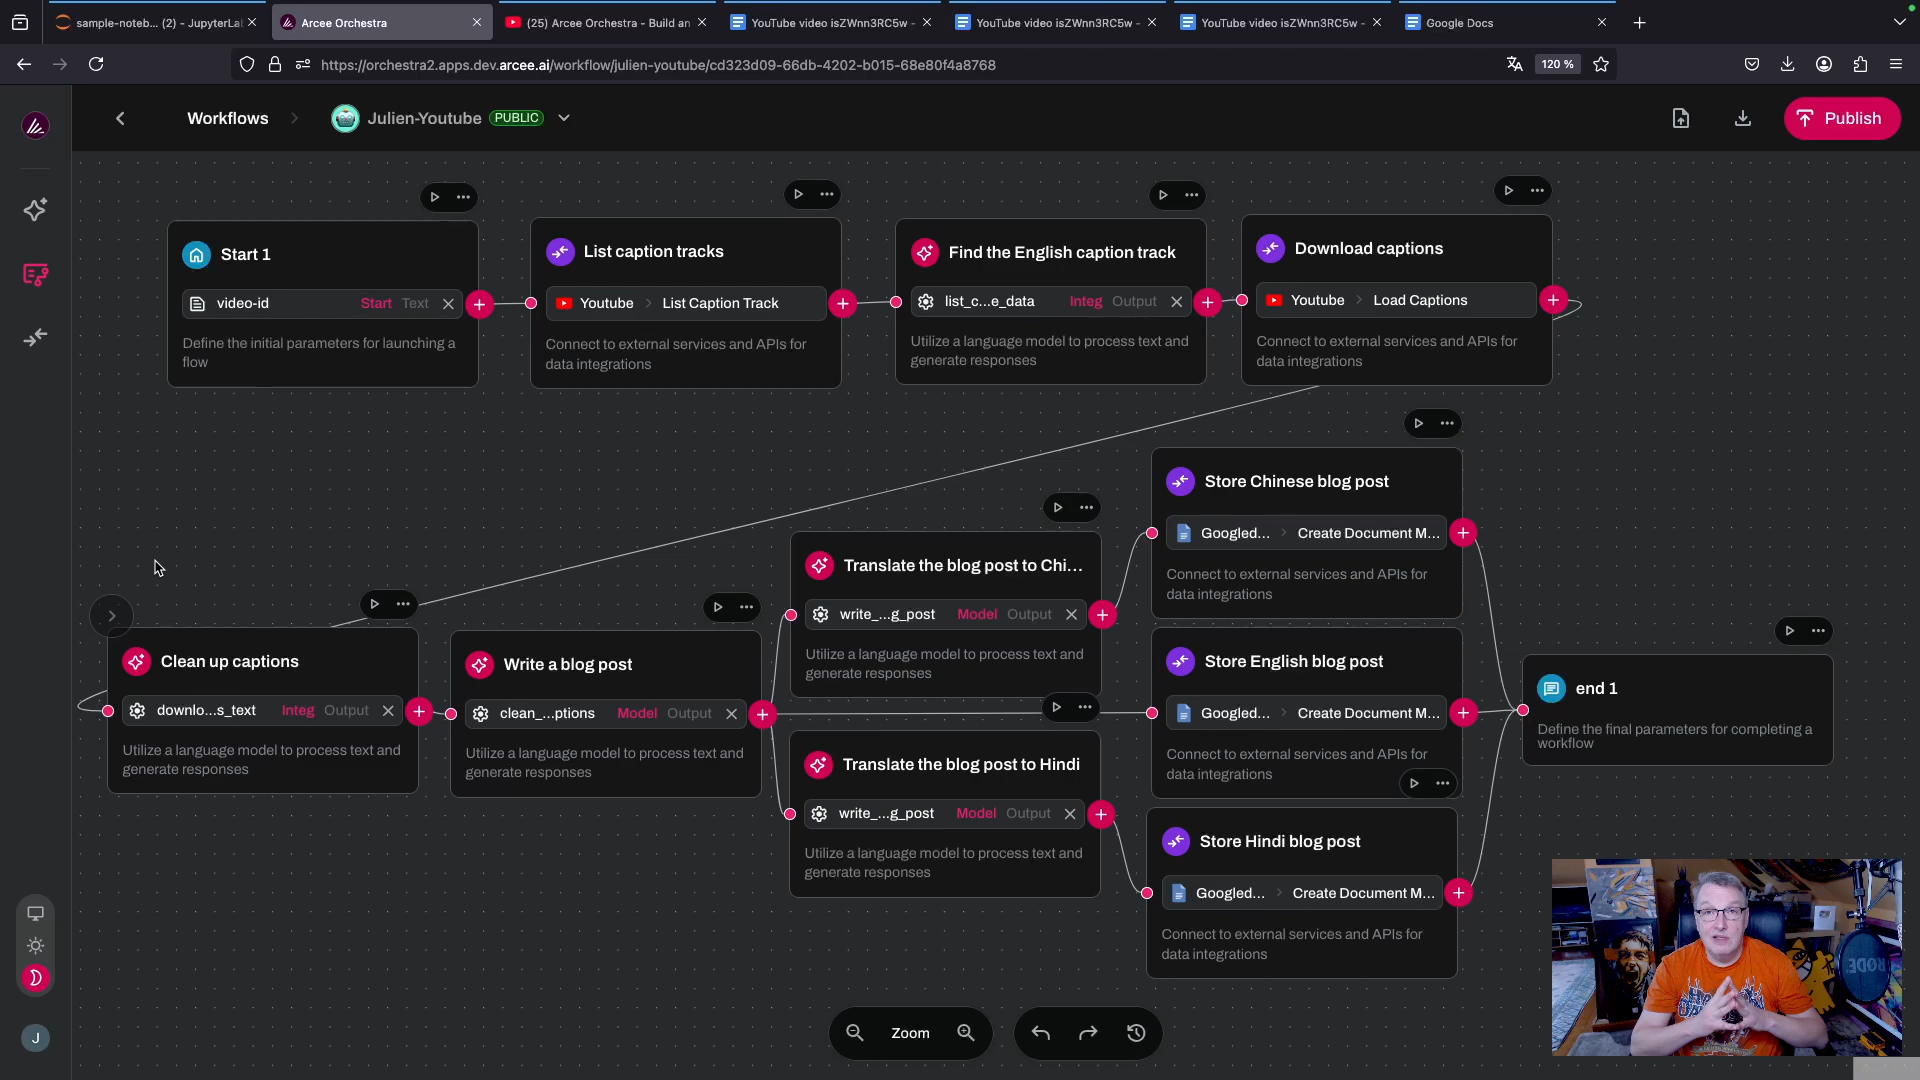 sample-noteb... (2) - JupyterLa
Arcee Orchestra
(25) Arcee Orchestra - Build an
YouTube video isZWnn3RC5w -
YouTube video isZWnn3RC5w -
YouTube video isZWnn3RC5w -
Google Docs
https://orchestra2.apps.dev.arcee.ai/workflow/julien-youtube/cd323d09-66db-4202-b015-68e80f4a8768
120 %
Workflows
Julien-Youtube
PUBLIC
Publish
Start 1
video-id Start Text
Define the initial parameters for launching a
flow
List caption tracks
Youtube > List Caption Track
Connect to external services and APIs for
data integrations
Find the English caption track
list_c...e_data Integ Output
Utilize a language model to process text and
generate responses
Download captions
Youtube > Load Captions
Connect to external services and APIs for
data integrations
Clean up captions
downlo...s_text Integ Output
Utilize a language model to process text and
generate responses
Write a blog post
clean_...ptions Model Output
Utilize a language model to process text and
generate responses
Translate the blog post to Chi...
write_...g_post Model Output
Utilize a language model to process text and
generate responses
Translate the blog post to Hindi
write_...g_post Model Output
Utilize a language model to process text and
generate responses
Store Chinese blog post
Googled... > Create Document M...
Connect to external services and APIs for
data integrations
Store English blog post
Googled... > Create Document M...
Connect to external services and APIs for
data integrations
Store Hindi blog post
Googled... > Create Document M...
Connect to external services and APIs for
data integrations
end 1
Define the final parameters for completing a
workflow
J
Zoom
RØDE